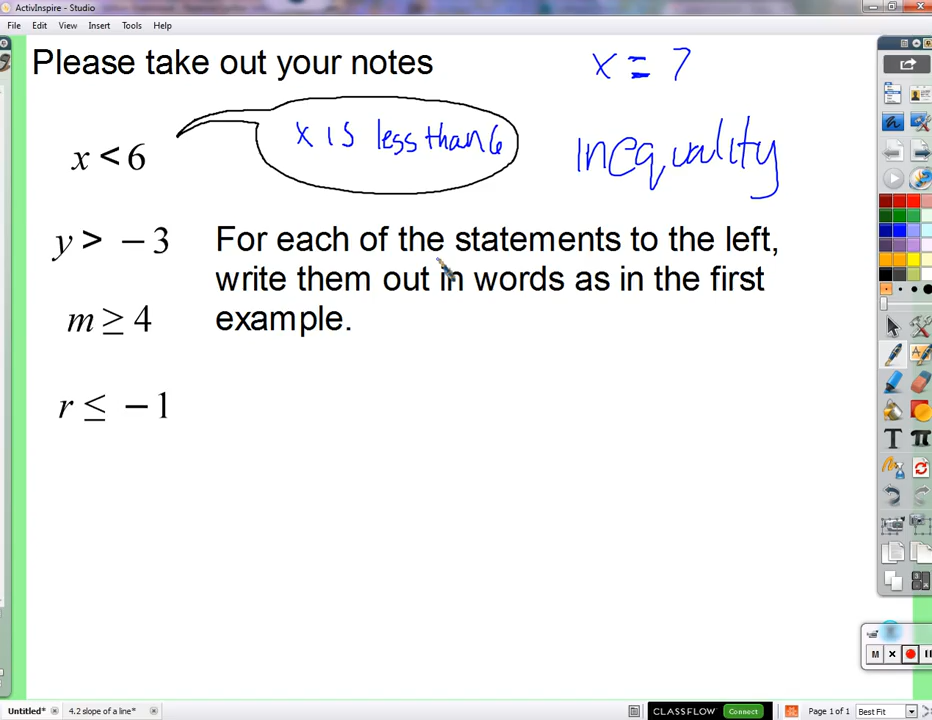 ActivInspire - Studio
File Edit View Insert Tools Help
Please take out your notes
x = 7
x < 6
x is less than 6
inequality
y > − 3
For each of the statements to the left,
write them out in words as in the first
example.
m ≥ 4
r ≤ − 1
M
Untitled* 4.2 slope of a line* CLASSFLOW Connect Page 1 of 1 Best Fit